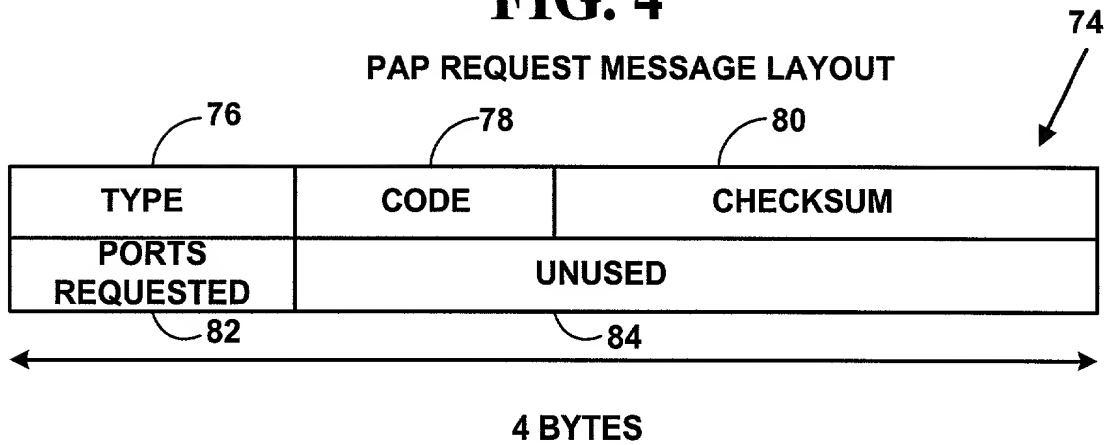 FIG. 4
74
PAP REQUEST MESSAGE LAYOUT
76 78 80
TYPE CODE CHECKSUM
PORTS
REQUESTED
UNUSED
82 84
4 BYTES